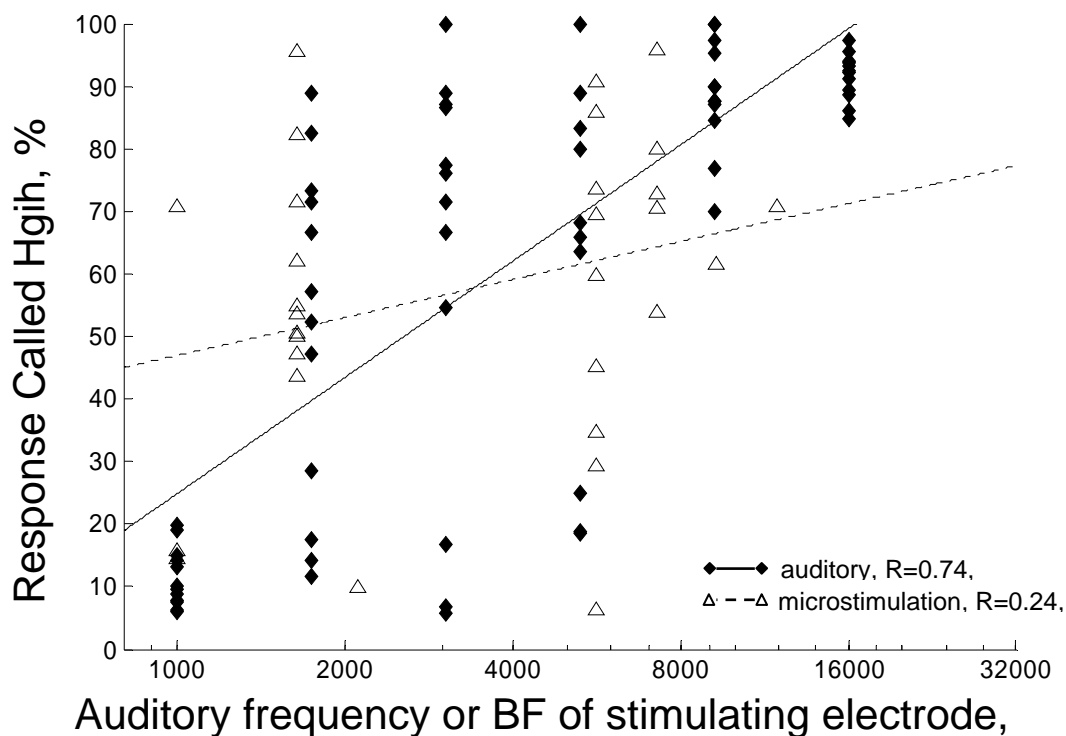 Response Called Hgih, %
100
90
80
70
60
50
40
30
20
10
0
1000 2000 4000 8000 16000 32000
auditory, R=0.74,
microstimulation, R=0.24,
Auditory frequency or BF of stimulating electrode,